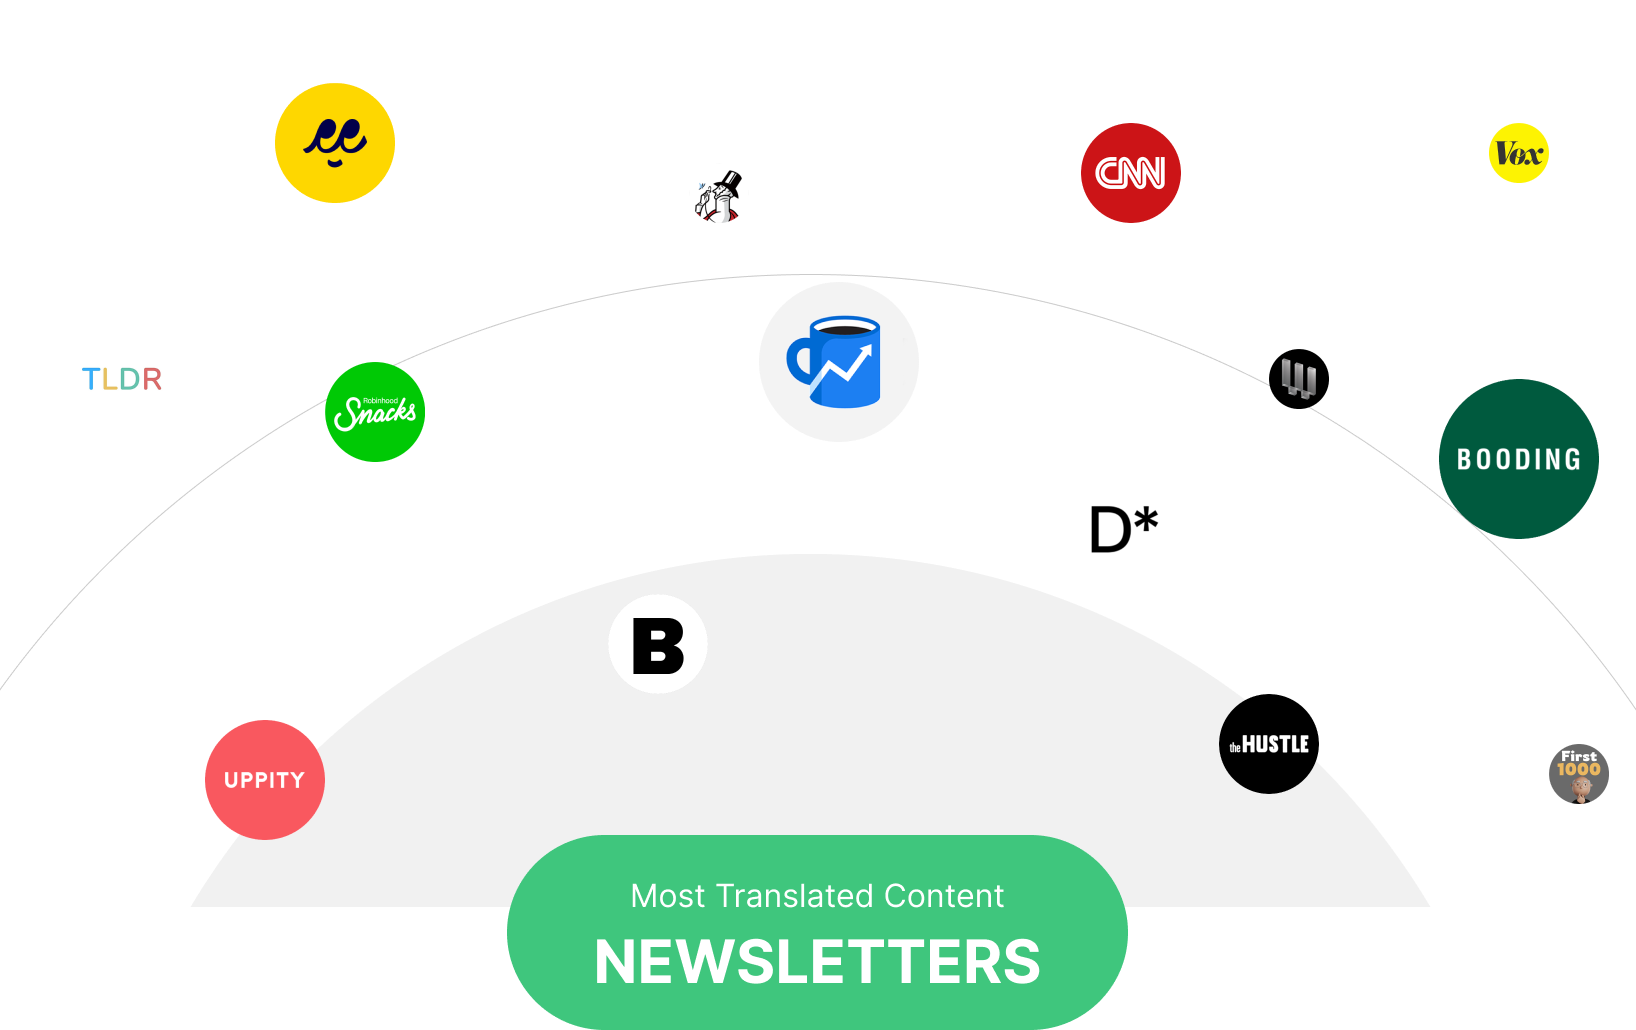 CNN
Vox
TLDR
Robinhood
Snacks
BOODING
D*
B
UPPITY
the HUSTLE
First
1000
Most Translated Content
NEWSLETTERS